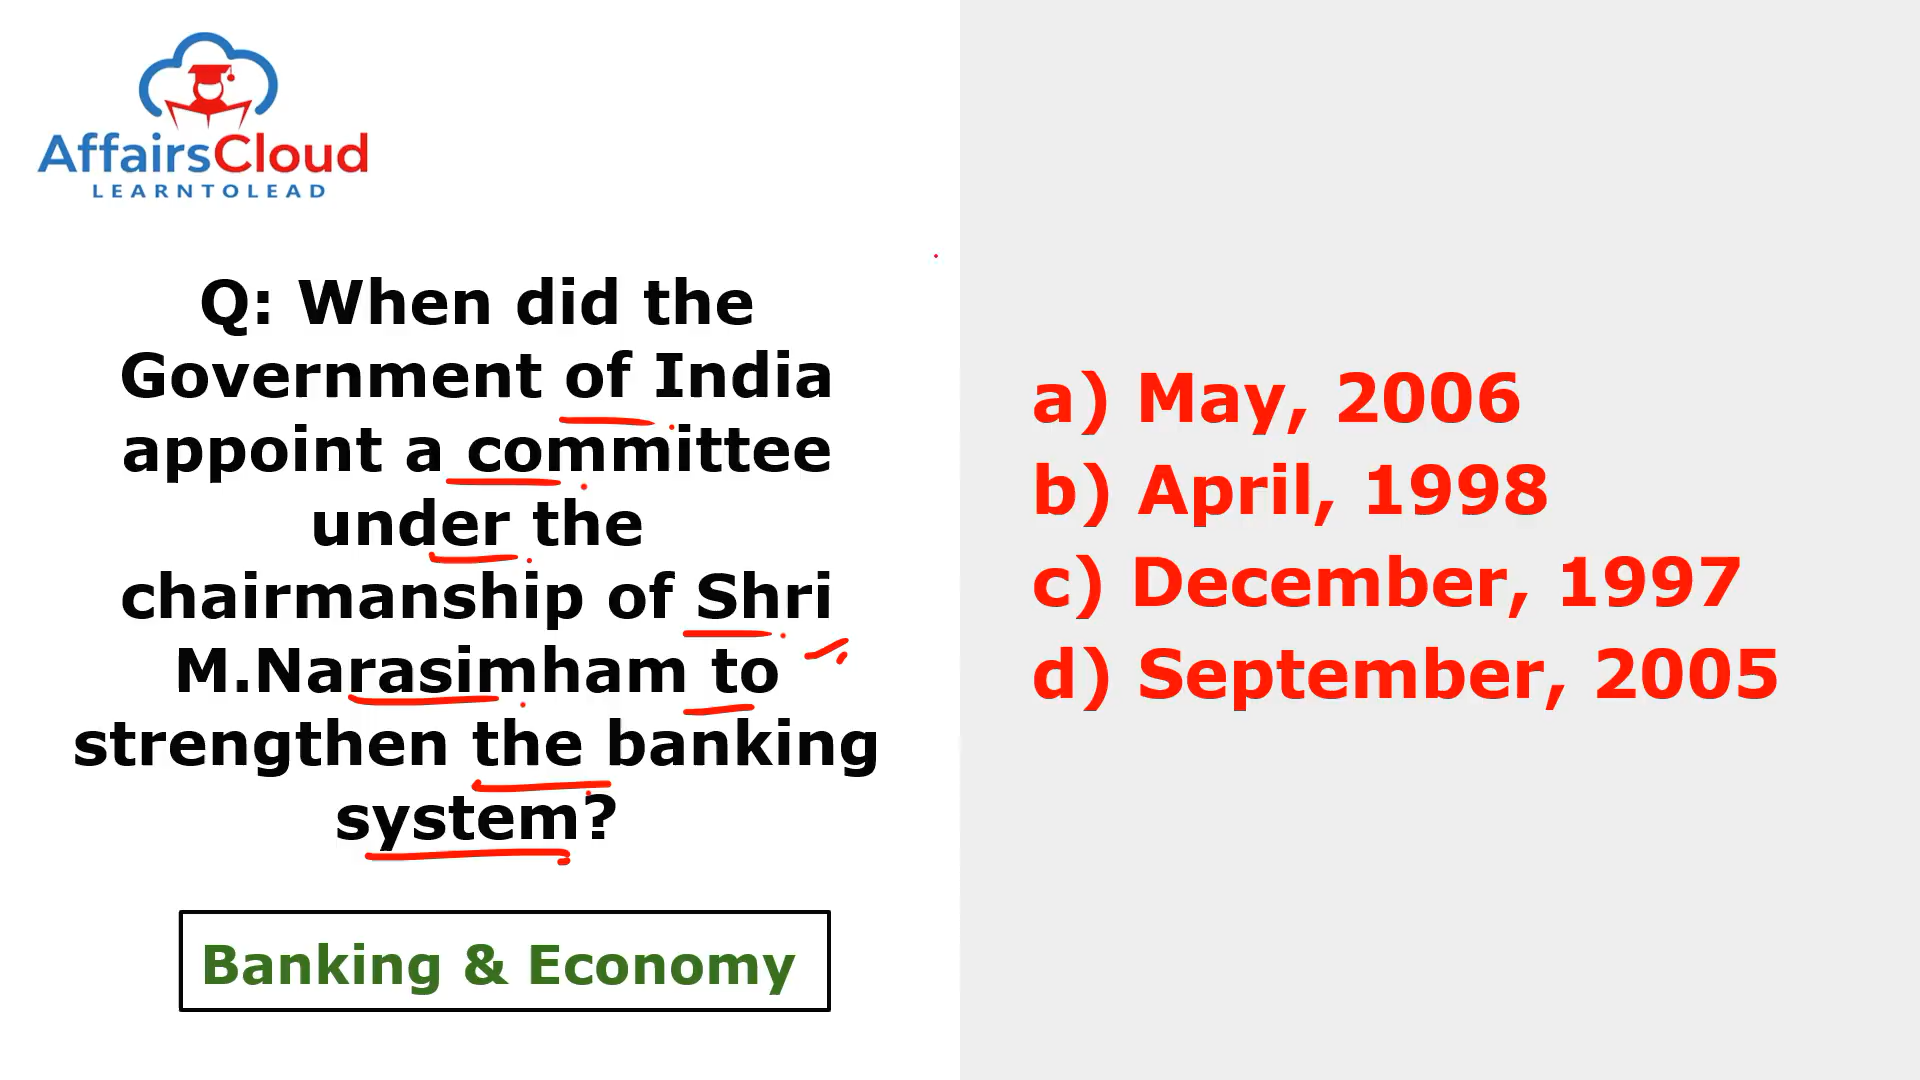 AffairsCloud
LEARNTOLEAD
Q: When did the
Government of India
appoint a committee
under the
chairmanship of Shri
M.Narasimham to
strengthen the banking
system?
Banking & Economy
a) May, 2006
b) April, 1998
c) December, 1997
d) September, 2005